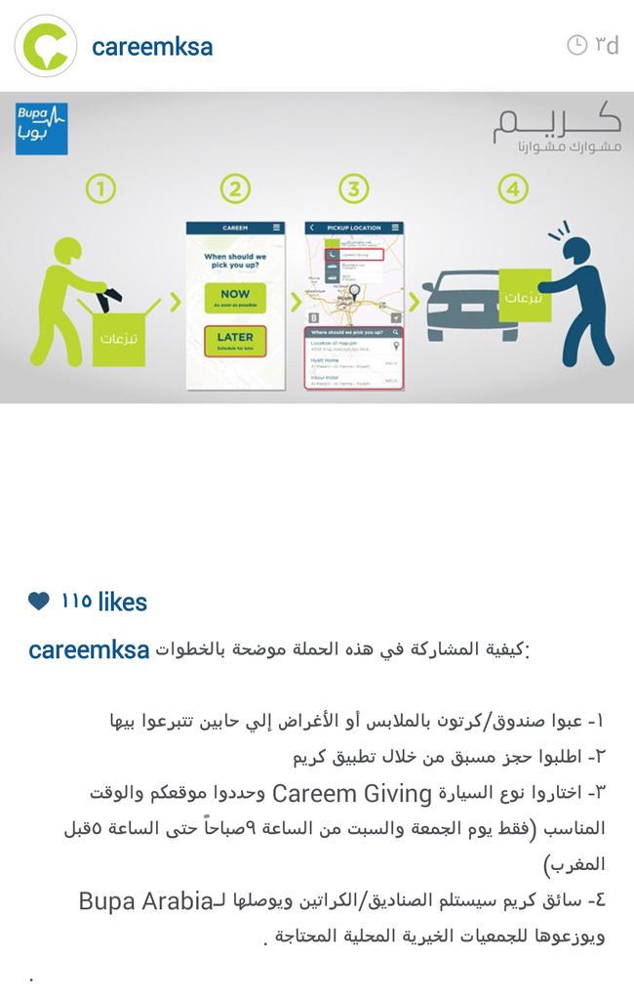 careemksa
٣d
Bupa
بوبا
كريم
مشوارك مشوارنا
1
2
3
4
تبرّعات
CAREEM
When should we
pick you up?
NOW
As soon as possible
LATER
Schedule for later
PICKUP LOCATION
Careem Giving
Where should we pick you up?
Location of map pin
Hyatt Home
Intour Hotel
تبرّعات
١١٥ likes
careemksa كيفية المشاركة في هذه الحملة موضحة بالخطوات:
١- عبوا صندوق/كرتون بالملابس أو الأغراض إلي حابين تتبرعوا بيها
٢- اطلبوا حجز مسبق من خلال تطبيق كريم
٣- اختاروا نوع السيارة Careem Giving وحددوا موقعكم والوقت
المناسب (فقط يوم الجمعة والسبت من الساعة ٩صباحاً حتى الساعة ٥قبل
المغرب)
٤- سائق كريم سيستلم الصناديق/الكراتين ويوصلها لـBupa Arabia
ويوزعوها للجمعيات الخيرية المحلية المحتاجة .
.